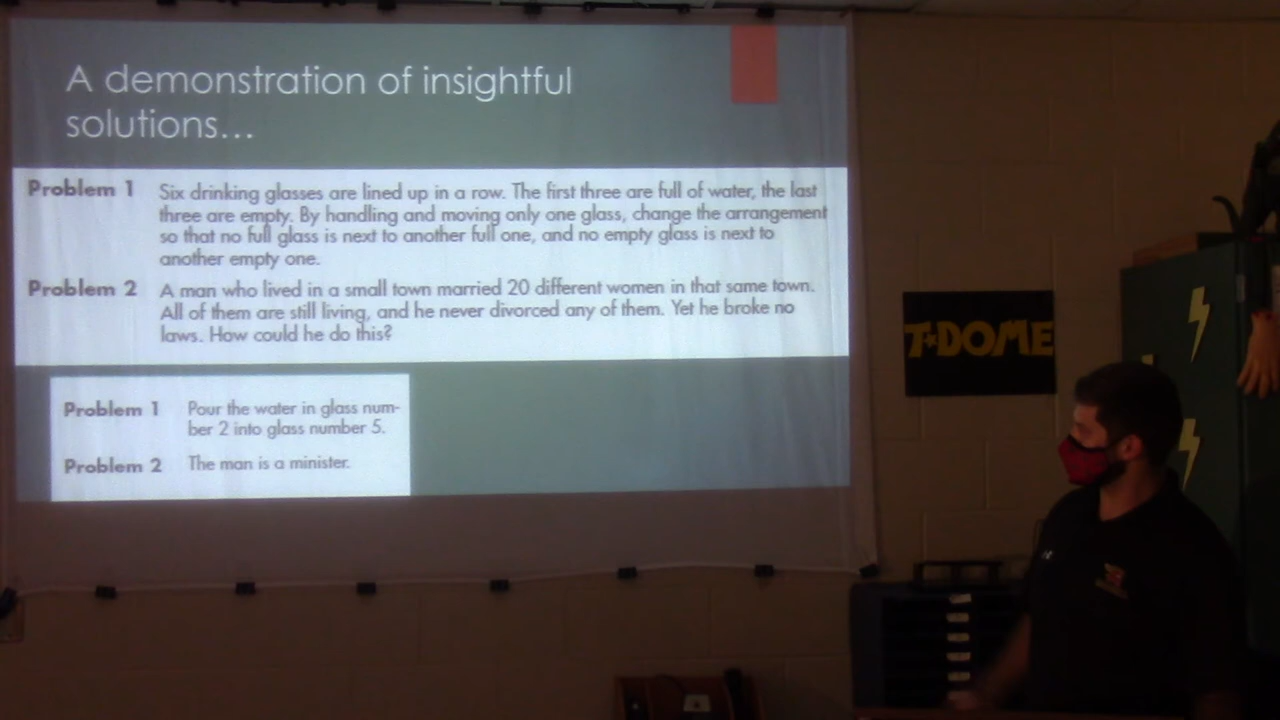 A demonstration of insightful
solutions...
Problem 1 Six drinking glasses are lined up in a row. The first three are full of water, the last
three are empty. By handling and moving only one glass, change the arrangement
so that no full glass is next to another full one, and no empty glass is next to
another empty one.
Problem 2 A man who lived in a small town married 20 different women in that same town.
All of them are still living, and he never divorced any of them. Yet he broke no
laws. How could he do this?
Problem 1 Pour the water in glass num-
ber 2 into glass number 5.
Problem 2 The man is a minister.
T★DOME